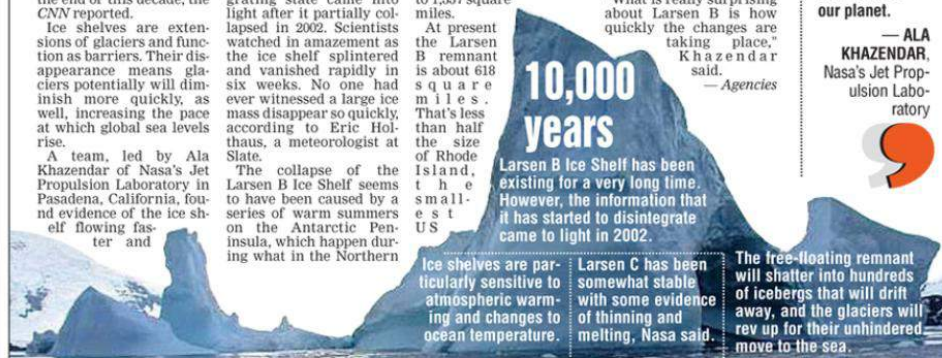 the end of this decade, the
CNN reported.
Ice shelves are exten-
sions of glaciers and func-
tion as barriers. Their dis-
appearance means gla-
ciers potentially will dim-
inish more quickly, as
well, increasing the pace
at which global sea levels
rise.
A team, led by Ala
Khazendar of Nasa's Jet
Propulsion Laboratory in
Pasadena, California, fou-
nd evidence of the ice sh-
elf flowing fas-
ter and
grating state came into
light after it partially col-
lapsed in 2002. Scientists
watched in amazement as
the ice shelf splintered
and vanished rapidly in
six weeks. No one had
ever witnessed a large ice
mass disappear so quickly,
according to Eric Hol-
thaus, a meteorologist at
Slate.
The collapse of the
Larsen B Ice Shelf seems
to have been caused by a
series of warm summers
on the Antarctic Pen-
insula, which happen dur-
ing what in the Northern
square
miles.
At present
the Larsen
B remnant
is about 618
square
miles.
That's less
than half
the size
of Rhode
Island,
the
small-
est
US
What is really surprising
about Larsen B is how
quickly the changes are
taking place,"
Khazendar
said.
— Agencies
our planet.
— ALA
KHAZENDAR,
Nasa's Jet Prop-
ulsion Labo-
ratory
10,000
years
Larsen B Ice Shelf has been
existing for a very long time.
However, the information that
it has started to disintegrate
came to light in 2002.
Ice shelves are par-
ticularly sensitive to
atmospheric warm-
ing and changes to
ocean temperature.
Larsen C has been
somewhat stable
with some evidence
of thinning and
melting, Nasa said.
The free-floating remnant
will shatter into hundreds
of icebergs that will drift
away, and the glaciers will
rev up for their unhindered
move to the sea.